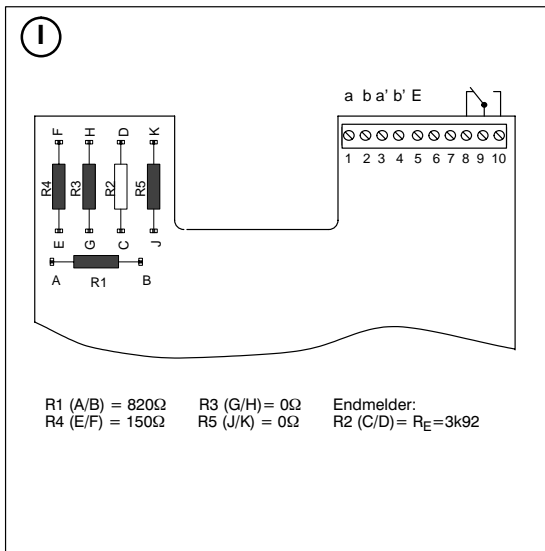 I
a b a' b' E
1 2 3 4 5 6 7 8 9 10
F H D K
R4 R3 R2 R5
E G C J
A R1 B
R1 (A/B) = 820Ω R3 (G/H)= 0Ω Endmelder:
R4 (E/F) = 150Ω R5 (J/K) = 0Ω R2 (C/D)= RE=3k92